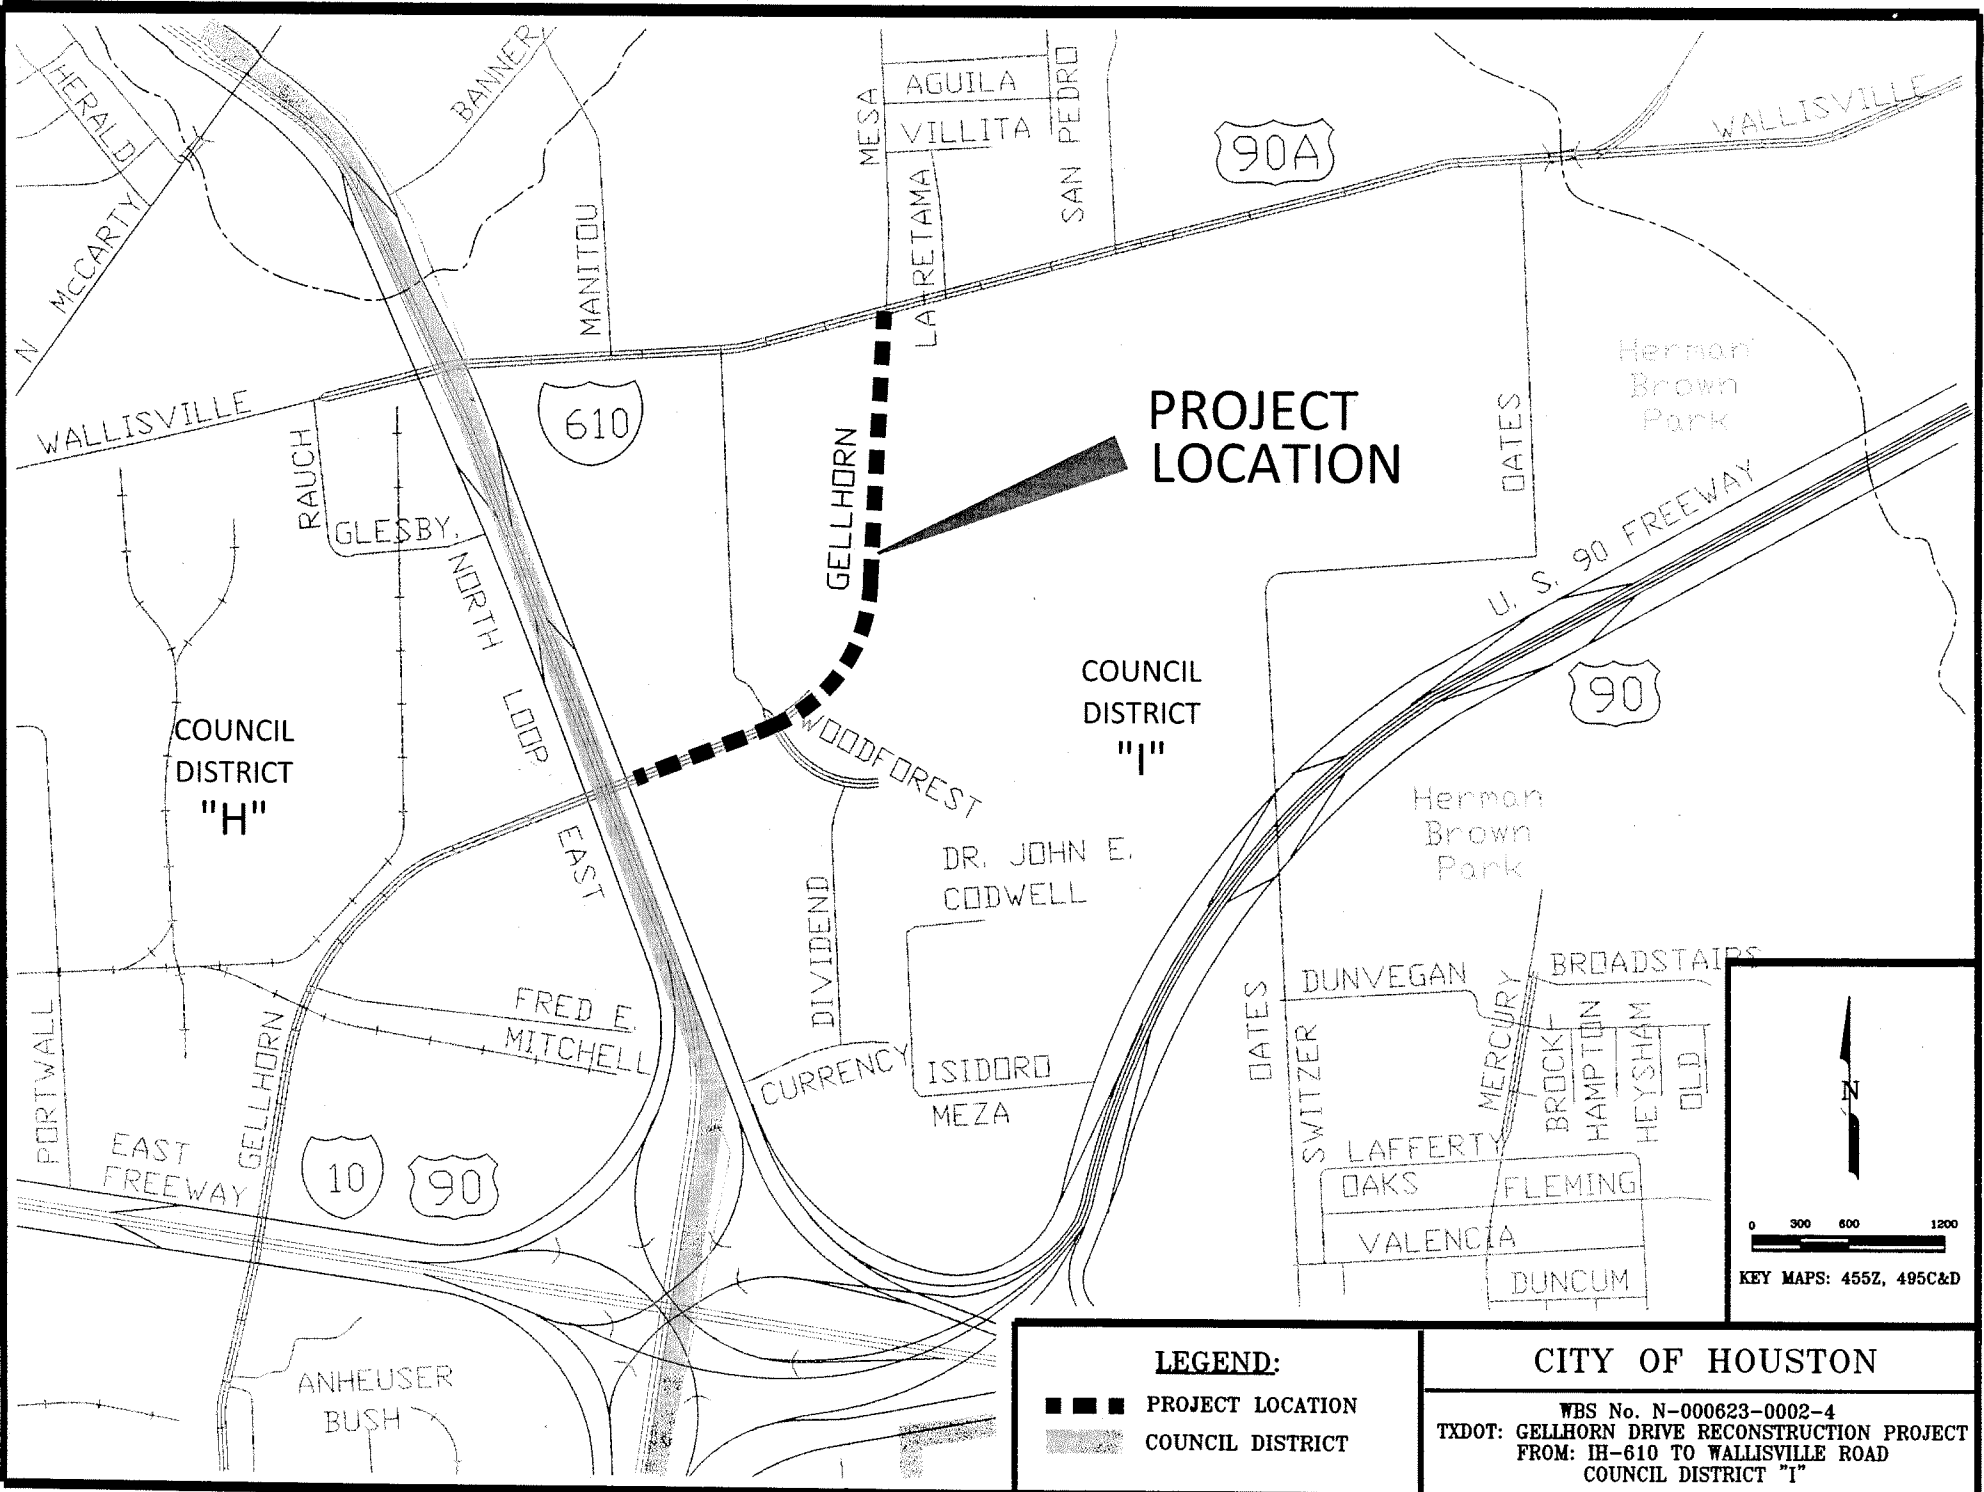 HERALD
BANNER
MESA
AGUILA
VILLITA
SAN PEDRO
90A
WALLISVILLE
N McCARTY
MANITOU
LA RETAMA
WALLISVILLE
610
RAUCH
GLESBY
GELLHORN
PROJECT
LOCATION
OATES
Herman
Brown
Park
U. S. 90 FREEWAY
NORTH LOOP EAST
COUNCIL
DISTRICT
"H"
WOODFOREST
COUNCIL
DISTRICT
"I"
90
Herman
Brown
Park
DR. JOHN E.
CODWELL
DIVIDEND
FRED E.
MITCHELL
CURRENCY
ISIDORO
MEZA
PORTWALL
GELLHORN
EAST
FREEWAY
10
90
OATES
SWITZER
DUNVEGAN
MERCURY
BROADSTAIRS
BROCK
HAMPTON
HEYSHAM
OLD
LAFFERTY
OAKS
FLEMING
VALENCIA
DUNCUM
ANHEUSER
BUSH
N
0 300 600 1200
KEY MAPS: 455Z, 495C&D
LEGEND:
PROJECT LOCATION
COUNCIL DISTRICT
CITY OF HOUSTON
WBS No. N-000623-0002-4
TXDOT: GELLHORN DRIVE RECONSTRUCTION PROJECT
FROM: IH-610 TO WALLISVILLE ROAD
COUNCIL DISTRICT "I"